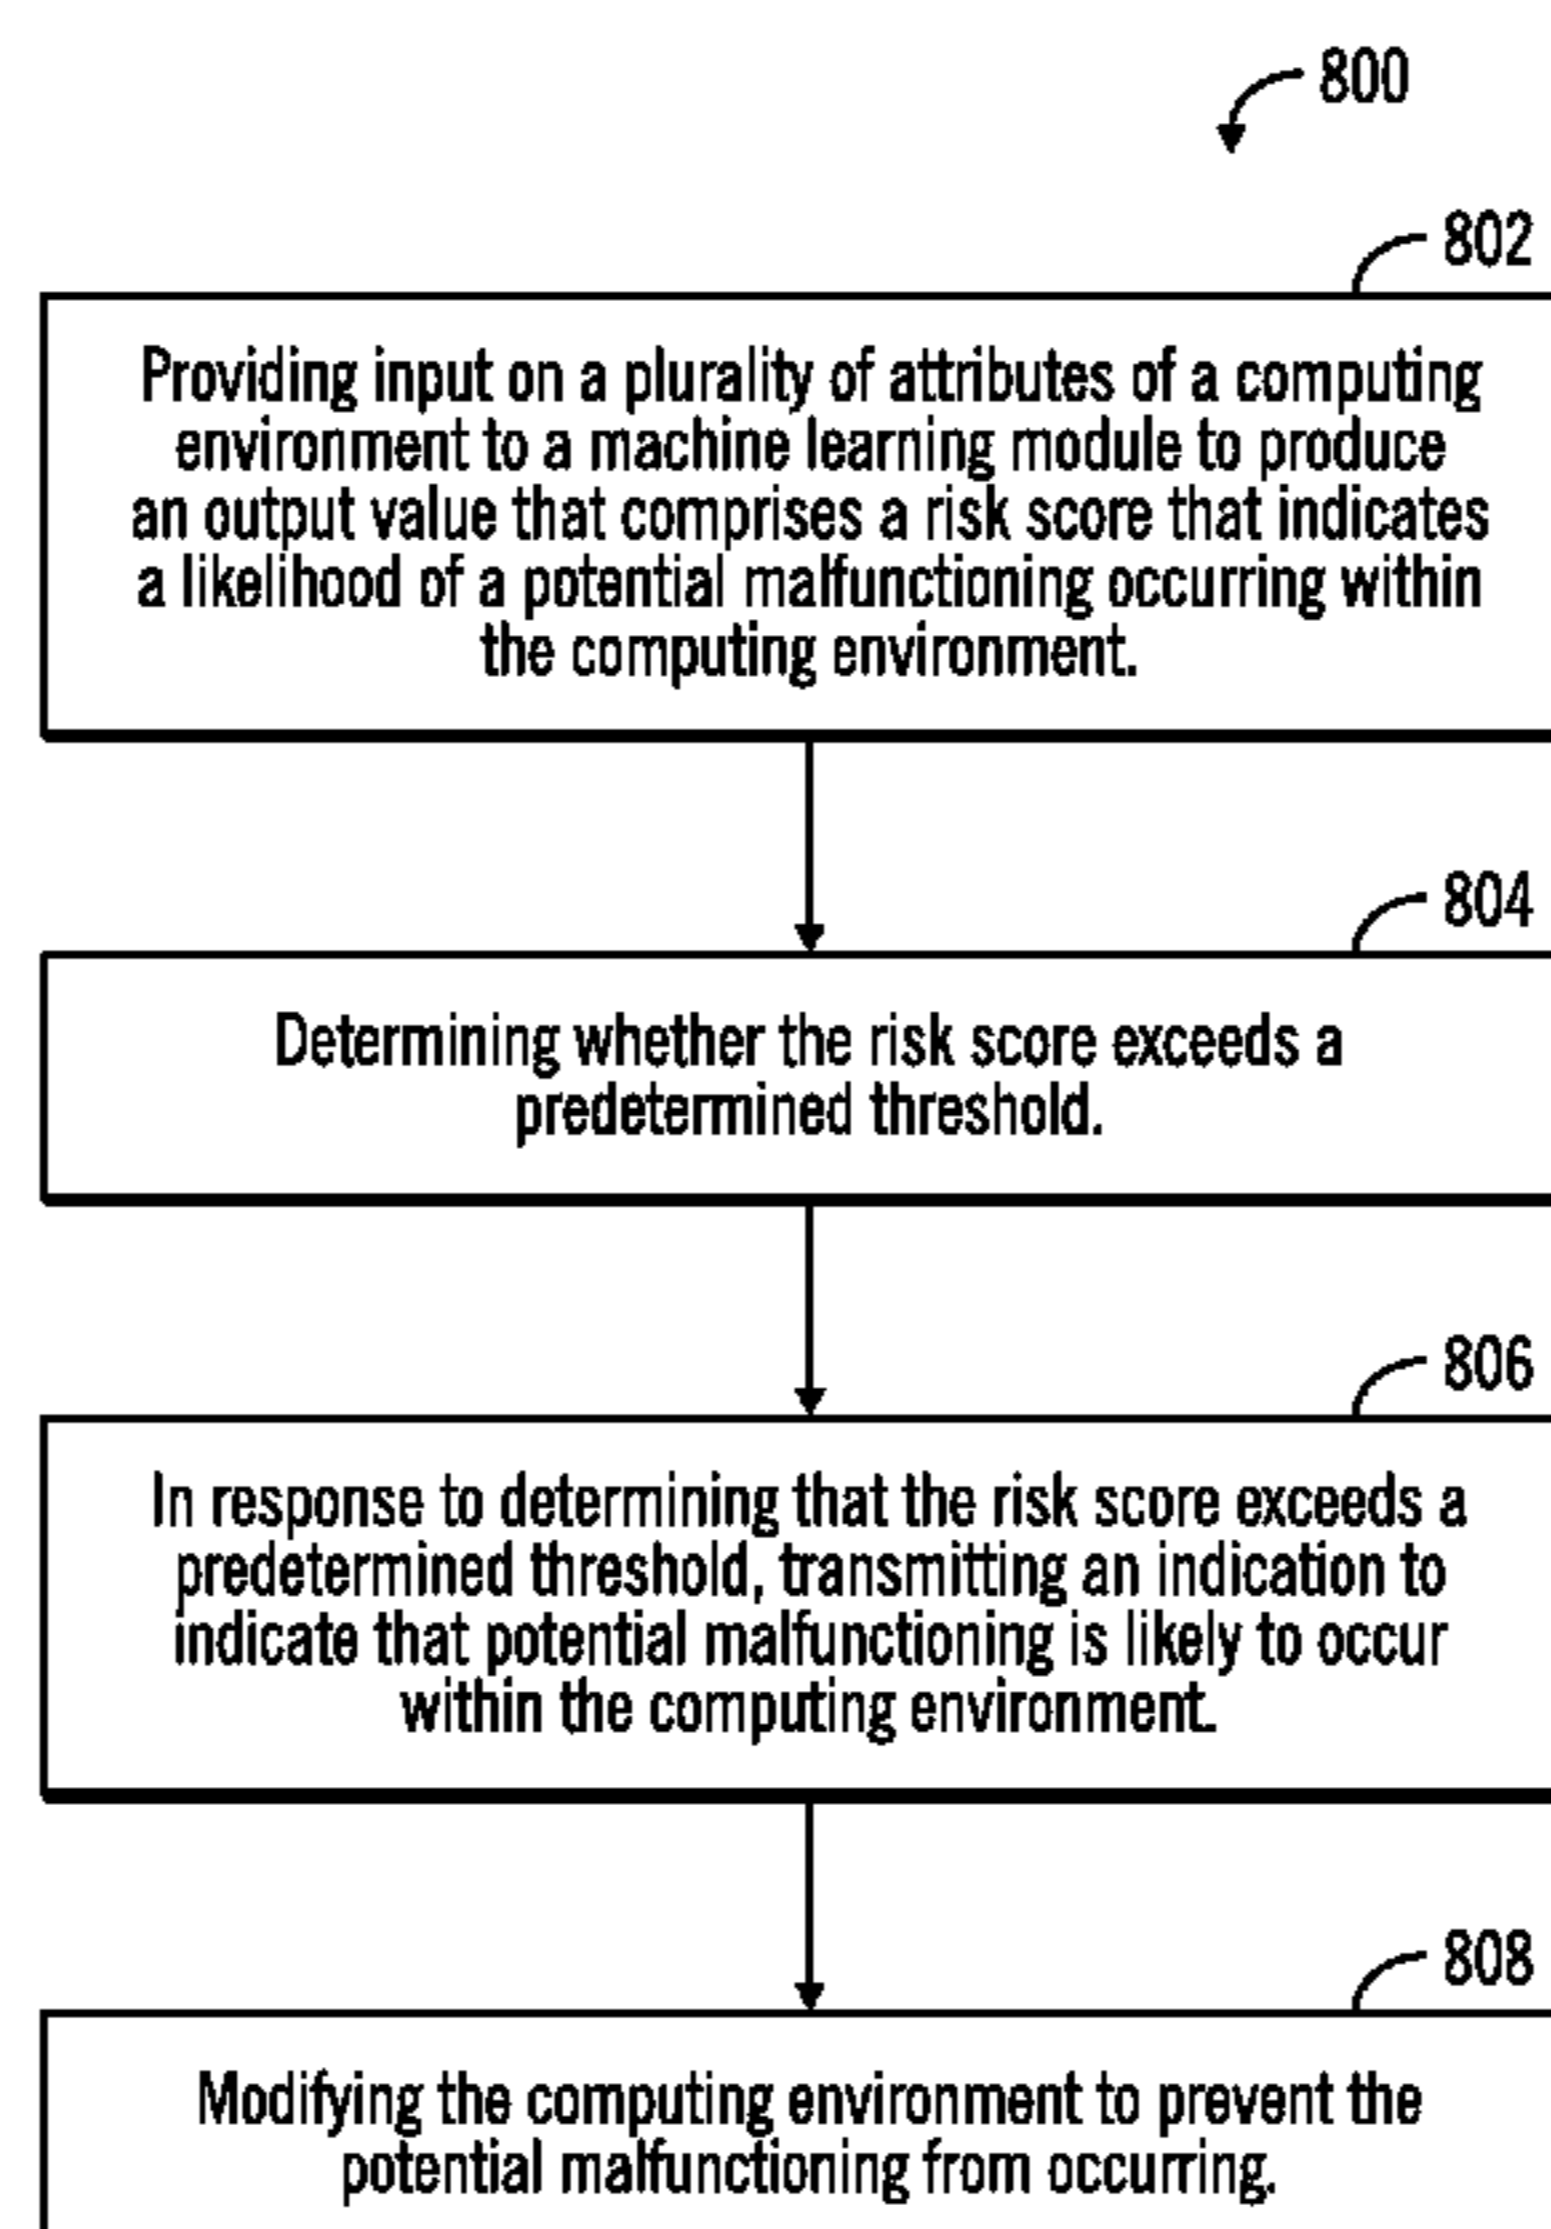 800
802
Providing input on a plurality of attributes of a computing
environment to a machine learning module to produce
an output value that comprises a risk score that indicates
a likelihood of a potential malfunctioning occurring within
the computing environment.
804
Determining whether the risk score exceeds a
predetermined threshold.
806
In response to determining that the risk score exceeds a
predetermined threshold, transmitting an indication to
indicate that potential malfunctioning is likely to occur
within the computing environment.
808
Modifying the computing environment to prevent the
potential malfunctioning from occurring.